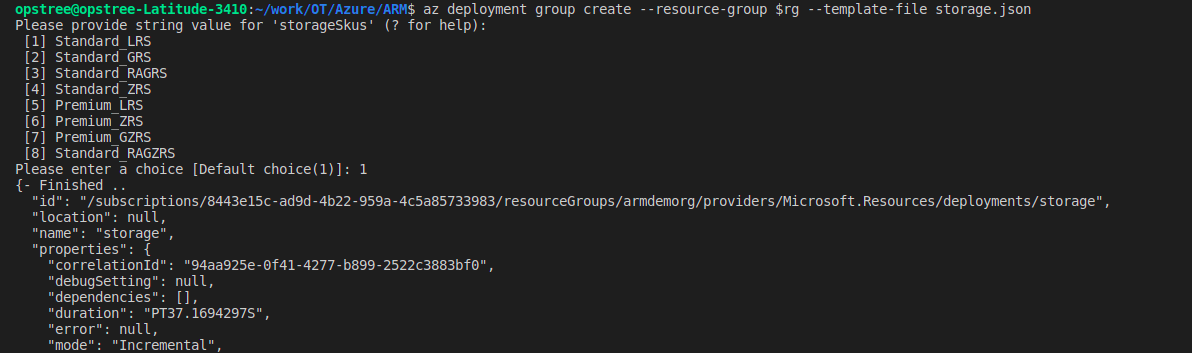 opstree@opstree-Latitude-3410:~/work/OT/Azure/ARM$ az deployment group create --resource-group $rg --template-file storage.json
Please provide string value for 'storageSkus' (? for help):
 [1] Standard_LRS
 [2] Standard_GRS
 [3] Standard_RAGRS
 [4] Standard_ZRS
 [5] Premium_LRS
 [6] Premium_ZRS
 [7] Premium_GZRS
 [8] Standard_RAGZRS
Please enter a choice [Default choice(1)]: 1
{- Finished ..
  "id": "/subscriptions/8443e15c-ad9d-4b22-959a-4c5a85733983/resourceGroups/armdemorg/providers/Microsoft.Resources/deployments/storage",
  "location": null,
  "name": "storage",
  "properties": {
    "correlationId": "94aa925e-0f41-4277-b899-2522c3883bf0",
    "debugSetting": null,
    "dependencies": [],
    "duration": "PT37.1694297S",
    "error": null,
    "mode": "Incremental",